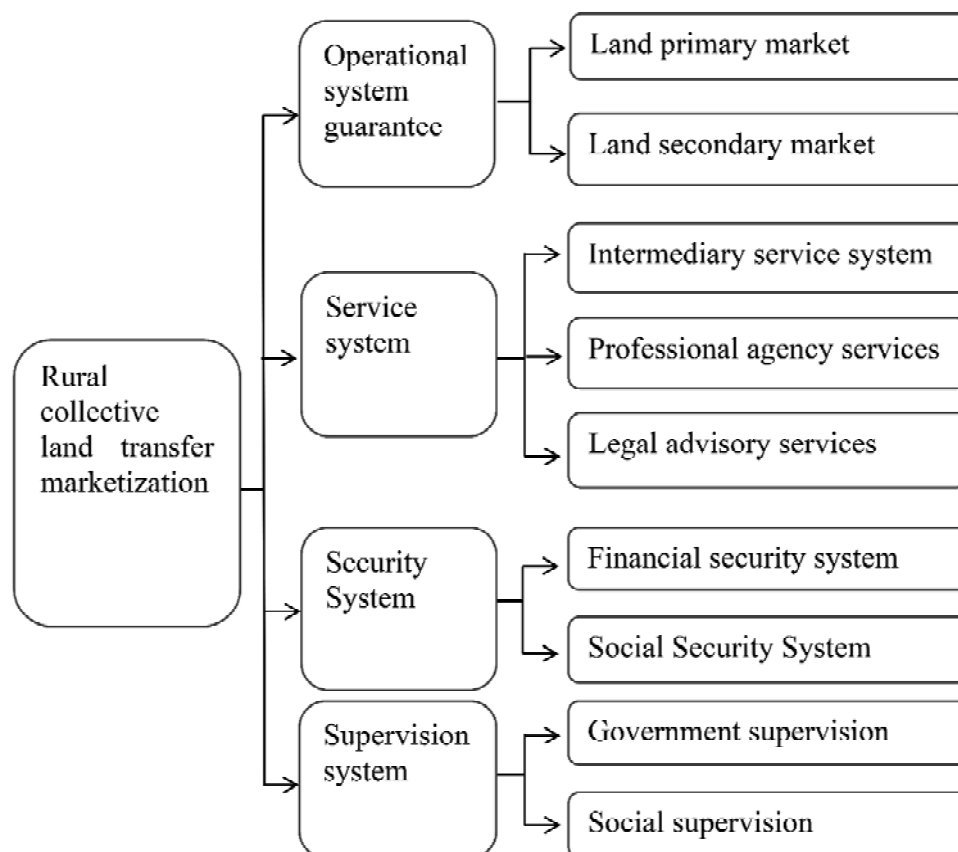 Rural
collective
land transfer
marketization
Operational
system
guarantee
Land primary market
Land secondary market
Service
system
Intermediary service system
Professional agency services
Legal advisory services
Security
System
Financial security system
Social Security System
Supervision
system
Government supervision
Social supervision